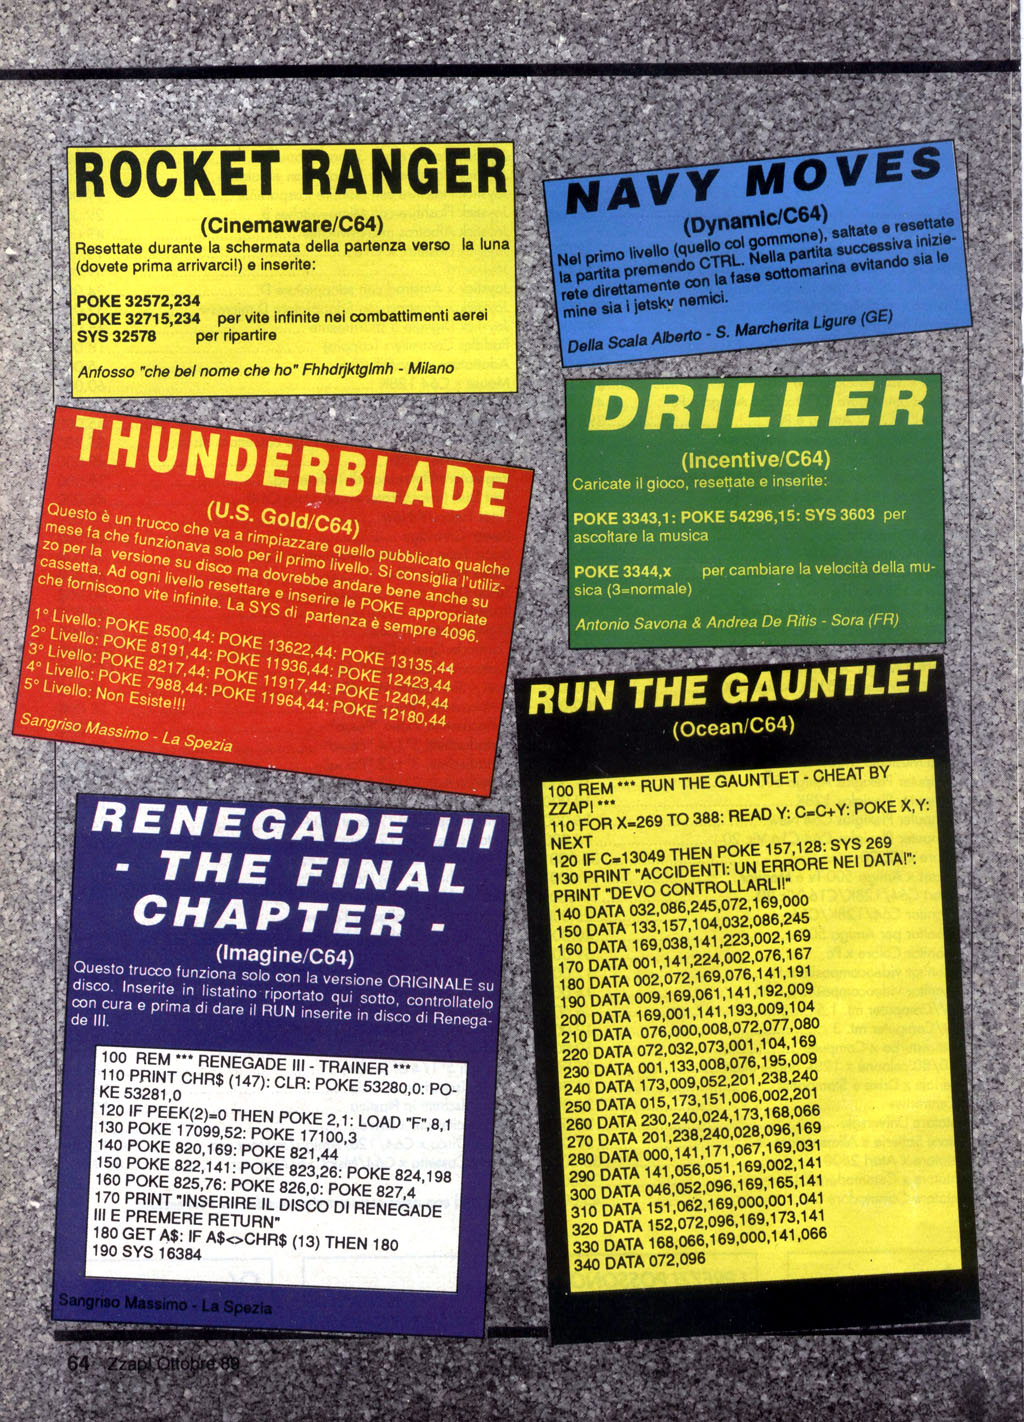 ROCKET RANGER
(Cinemaware/C64)
Resettate durante la schermata della partenza verso la luna
(dovete prima arrivarci!) e inserite:
POKE 32572,234
POKE 32715,234 per vite infinite nei combattimenti aerei
SYS 32578 per ripartire
Anfosso "che bel nome che ho" Fhhdrjktglmh - Milano
NAVY MOVES
(Dynamic/C64)
Nel primo livello (quello col gommone), saltate e resettate
la partita premendo CTRL. Nella partita successiva inizie-
rete direttamente con la fase sottomarina evitando sia le
mine sia i jetsky nemici.
Della Scala Alberto - S. Marcherita Ligure (GE)
THUNDERBLADE
(U.S. Gold/C64)
Questo è un trucco che va a rimpiazzare quello pubblicato qualche
mese fa che funzionava solo per il primo livello. Si consiglia l'utiliz-
zo per la versione su disco ma dovrebbe andare bene anche su
cassetta. Ad ogni livello resettare e inserire le POKE appropriate
che forniscono vite infinite. La SYS di partenza è sempre 4096.
1° Livello: POKE 8500,44: POKE 13622,44: POKE 13135,44
2° Livello: POKE 8191,44: POKE 11936,44: POKE 12423,44
3° Livello: POKE 8217,44: POKE 11917,44: POKE 12404,44
4° Livello: POKE 7988,44: POKE 11964,44: POKE 12180,44
5° Livello: Non Esiste!!!
Sangriso Massimo - La Spezia
DRILLER
(Incentive/C64)
Caricate il gioco, resettate e inserite:
POKE 3343,1: POKE 54296,15: SYS 3603 per
ascoltare la musica
POKE 3344,x per cambiare la velocità della mu-
sica (3=normale)
Antonio Savona & Andrea De Ritis - Sora (FR)
RENEGADE III
- THE FINAL
CHAPTER -
(Imagine/C64)
Questo trucco funziona solo con la versione ORIGINALE su
disco. Inserite in listatino riportato qui sotto, controllatelo
con cura e prima di dare il RUN inserite in disco di Renega-
de III.
100 REM *** RENEGADE III - TRAINER ***
110 PRINT CHR$ (147): CLR: POKE 53280,0: PO-
KE 53281,0
120 IF PEEK(2)=0 THEN POKE 2,1: LOAD "F",8,1
130 POKE 17099,52: POKE 17100,3
140 POKE 820,169: POKE 821,44
150 POKE 822,141: POKE 823,26: POKE 824,198
160 POKE 825,76: POKE 826,0: POKE 827,4
170 PRINT "INSERIRE IL DISCO DI RENEGADE
III E PREMERE RETURN"
180 GET A$: IF A$<>CHR$ (13) THEN 180
190 SYS 16384
Sangriso Massimo - La Spezia
RUN THE GAUNTLET
(Ocean/C64)
100 REM *** RUN THE GAUNTLET - CHEAT BY
ZZAP! ***
110 FOR X=269 TO 388: READ Y: C=C+Y: POKE X,Y:
NEXT
120 IF C=13049 THEN POKE 157,128: SYS 269
130 PRINT "ACCIDENTI: UN ERRORE NEI DATA!":
PRINT "DEVO CONTROLLARLI!"
140 DATA 032,086,245,072,169,000
150 DATA 133,157,104,032,086,245
160 DATA 169,038,141,223,002,169
170 DATA 001,141,224,002,076,167
180 DATA 002,072,169,076,141,191
190 DATA 009,169,061,141,192,009
200 DATA 169,001,141,193,009,104
210 DATA 076,000,008,072,077,080
220 DATA 072,032,073,001,104,169
230 DATA 001,133,008,076,195,009
240 DATA 173,009,052,201,238,240
250 DATA 015,173,151,006,002,201
260 DATA 230,240,024,173,168,066
270 DATA 201,238,240,028,096,169
280 DATA 000,141,171,067,169,031
290 DATA 141,056,051,169,002,141
300 DATA 046,052,096,169,165,141
310 DATA 151,062,169,000,001,041
320 DATA 152,072,096,169,173,141
330 DATA 168,066,169,000,141,066
340 DATA 072,096
64 Zzap! Ottobre 89